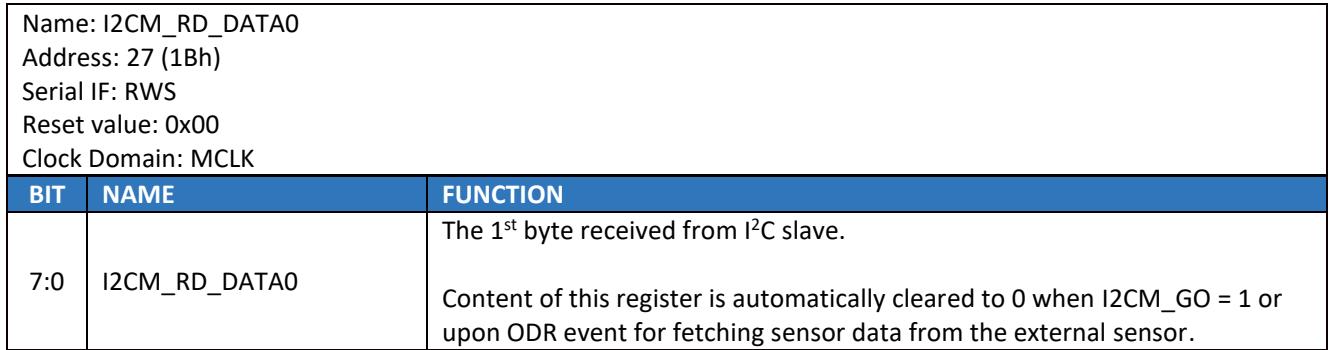 Name: I2CM_RD_DATA0
Address: 27 (1Bh)
Serial IF: RWS
Reset value: 0x00
Clock Domain: MCLK
BIT NAME FUNCTION
The 1st byte received from I2C slave.
7:0 I2CM_RD_DATA0
Content of this register is automatically cleared to 0 when I2CM_GO = 1 or
upon ODR event for fetching sensor data from the external sensor.